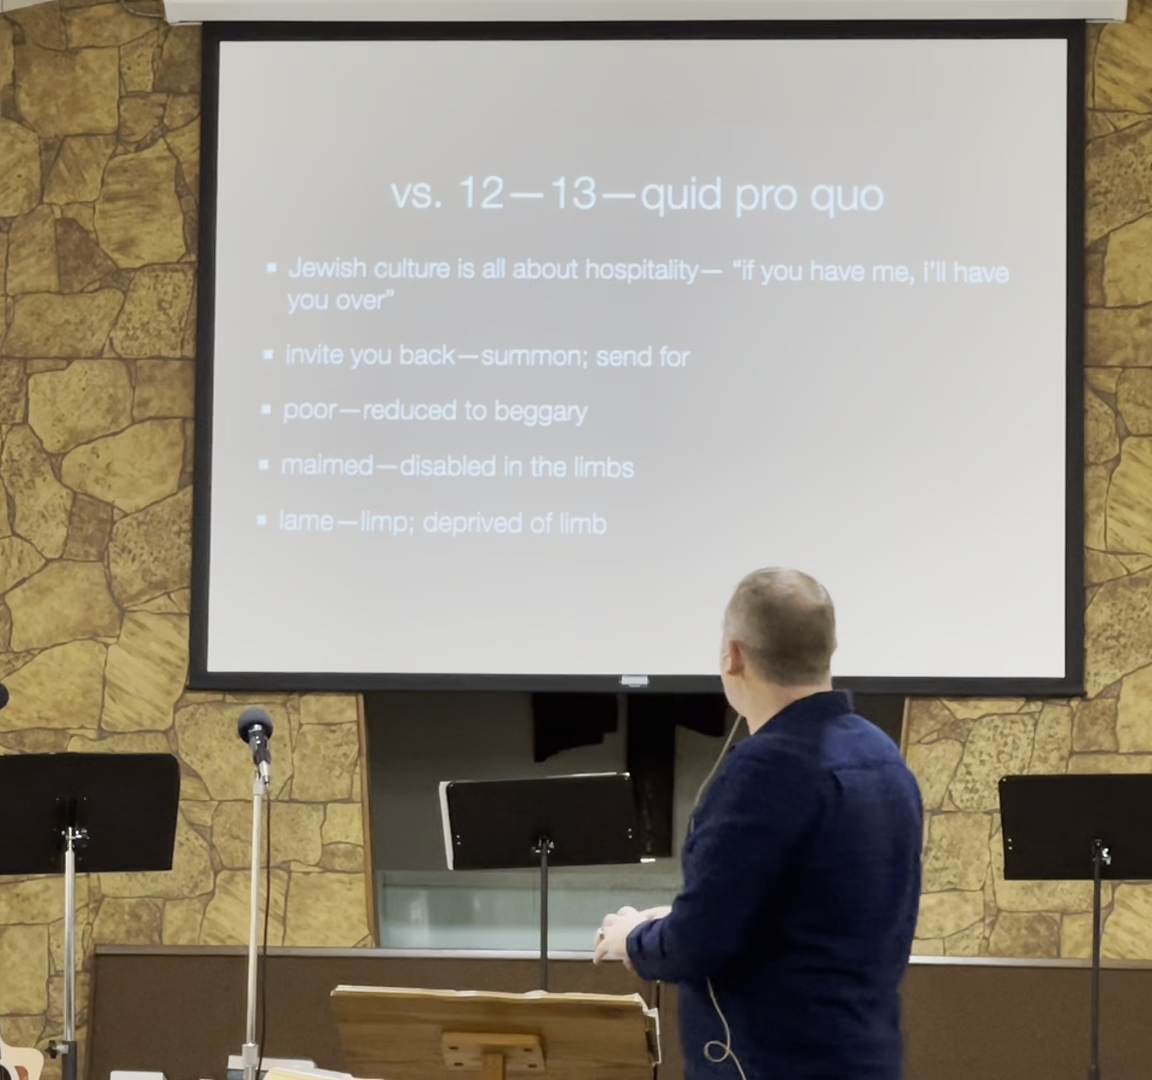 vs. 12—13—quid pro quo
▪ Jewish culture is all about hospitality— “if you have me, i’ll have
you over”
▪ invite you back—summon; send for
▪ poor—reduced to beggary
▪ maimed—disabled in the limbs
▪ lame—limp; deprived of limb